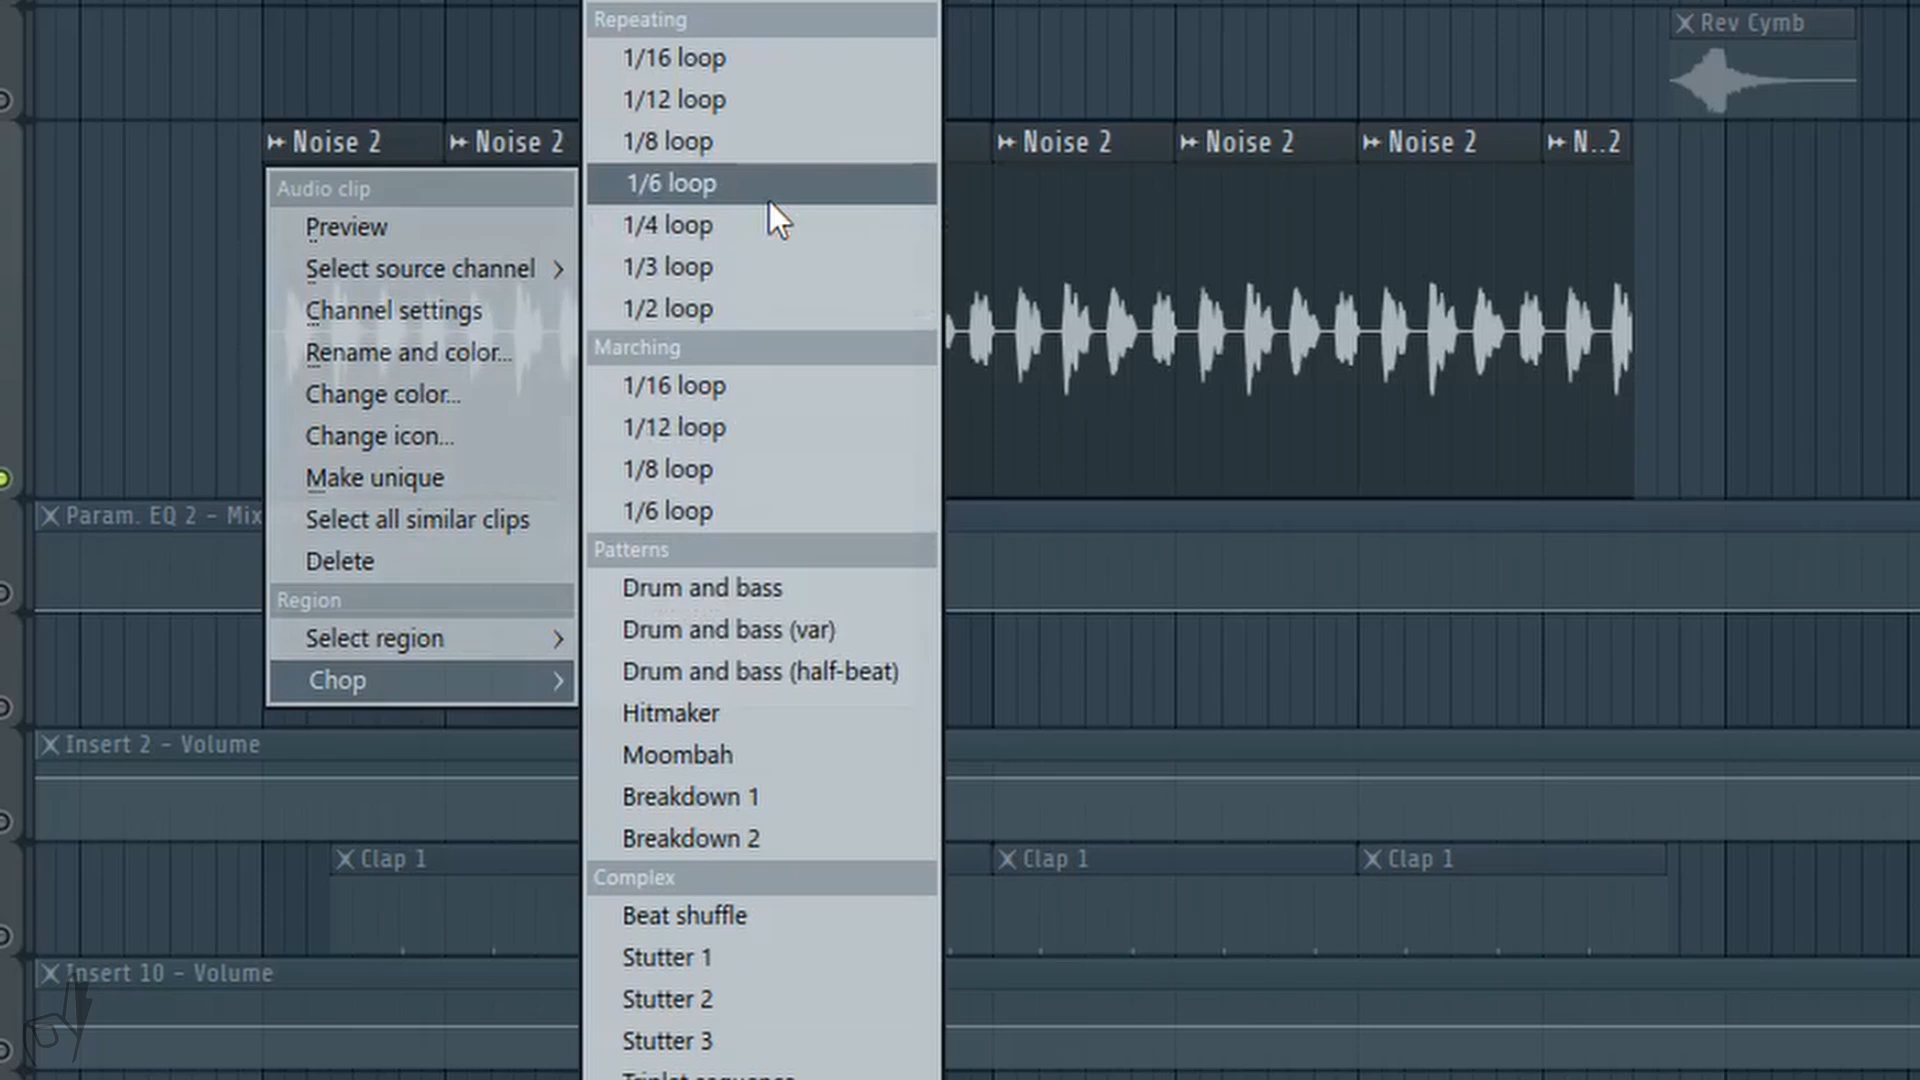 Repeating
1/16 loop
1/12 loop
1/8 loop
1/6 loop
1/4 loop
1/3 loop
1/2 loop
Marching
1/16 loop
1/12 loop
1/8 loop
1/6 loop
Patterns
Drum and bass
Drum and bass (var)
Drum and bass (half-beat)
Hitmaker
Moombah
Breakdown 1
Breakdown 2
Complex
Beat shuffle
Stutter 1
Stutter 2
Stutter 3
Rev Cymb
Noise 2
Noise 2
Noise 2
Noise 2
Noise 2
N..2
Audio clip
Preview
Select source channel
Channel settings
Rename and color...
Change color...
Change icon...
Make unique
Select all similar clips
Delete
Region
Select region
Chop
Param. EQ 2 - Mix
Insert 2 - Volume
Clap 1
Clap 1
Clap 1
Insert 10 - Volume